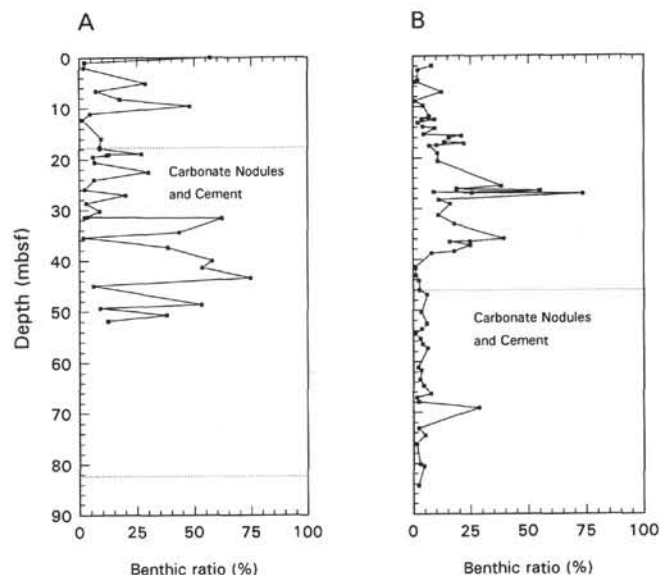 A
B
Depth (mbsf)
0
10
20
30
40
50
60
70
80
90
Carbonate Nodules
and Cement
0
25
50
75
100
Benthic ratio (%)
Carbonate Nodules
and Cement
0
25
50
75
100
Benthic ratio (%)